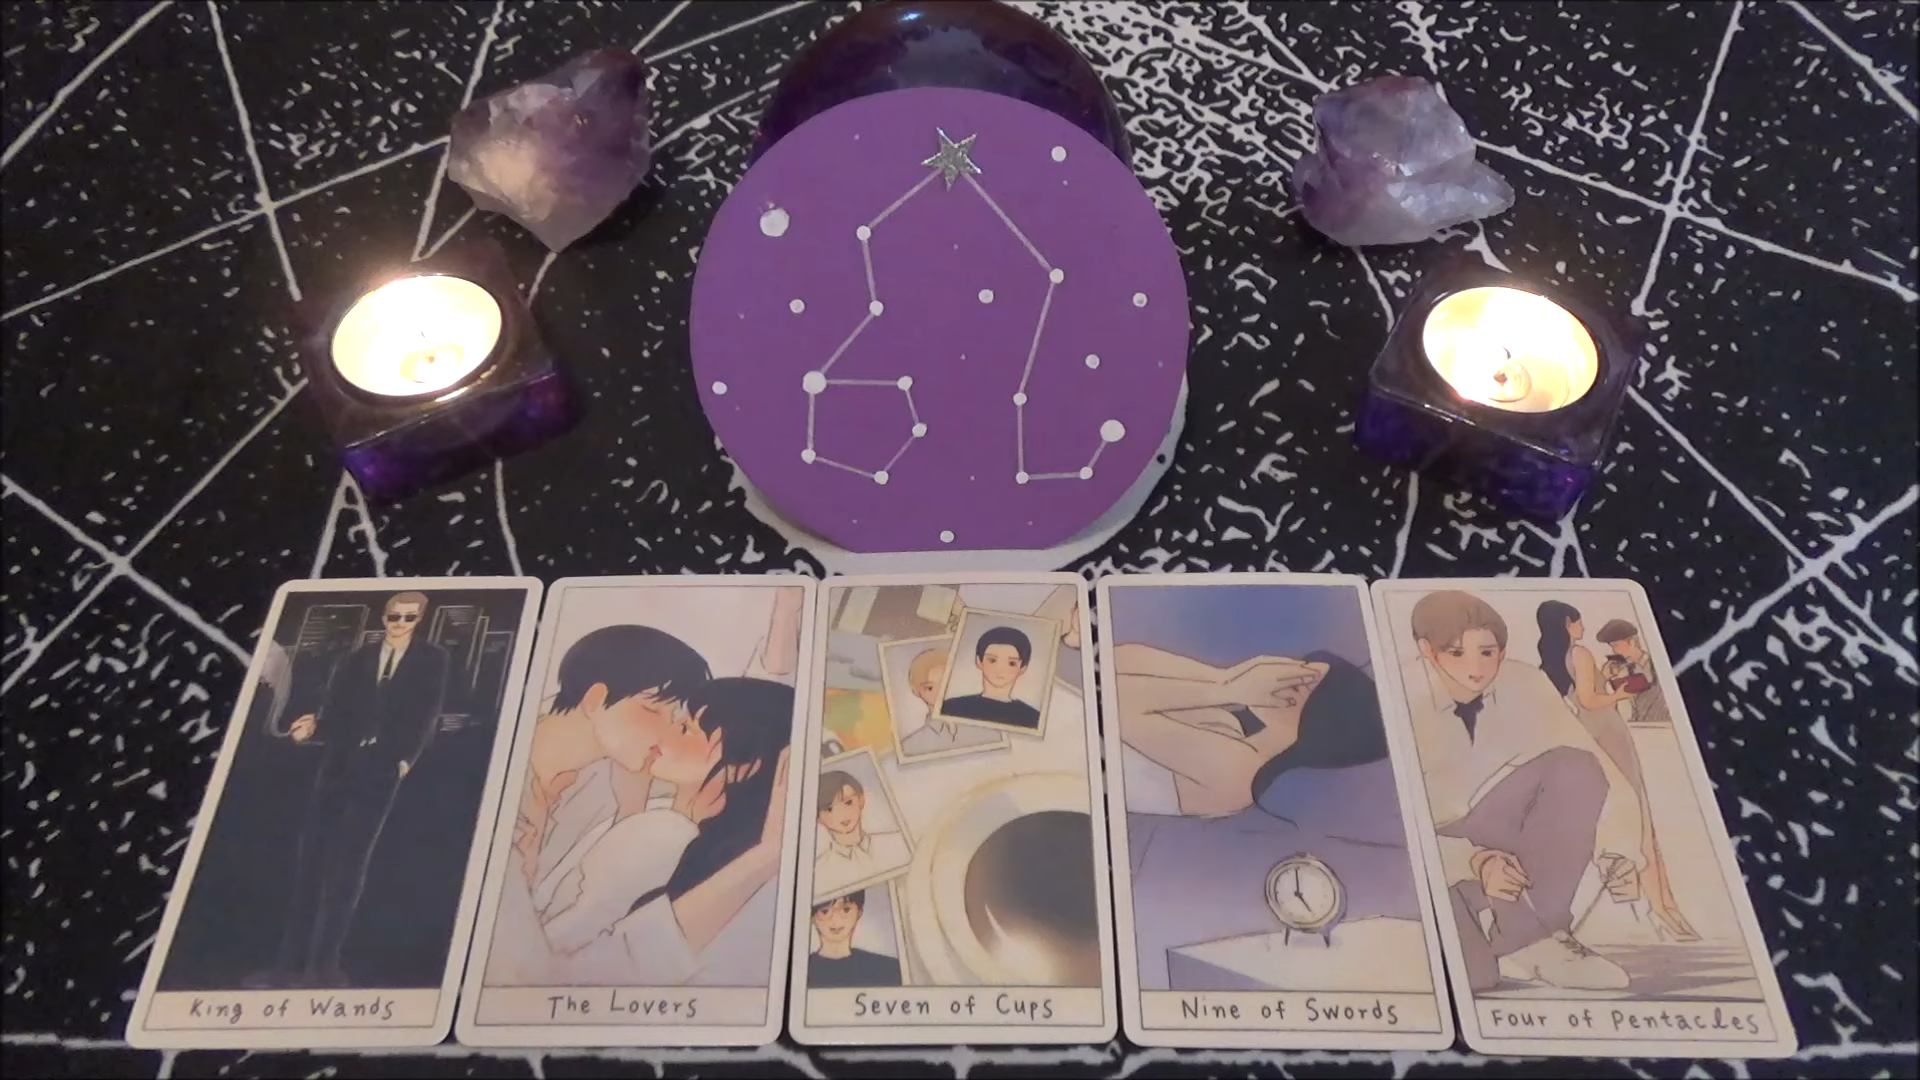 King of Wands
The Lovers
Seven of Cups
Nine of Swords
Four of Pentacles